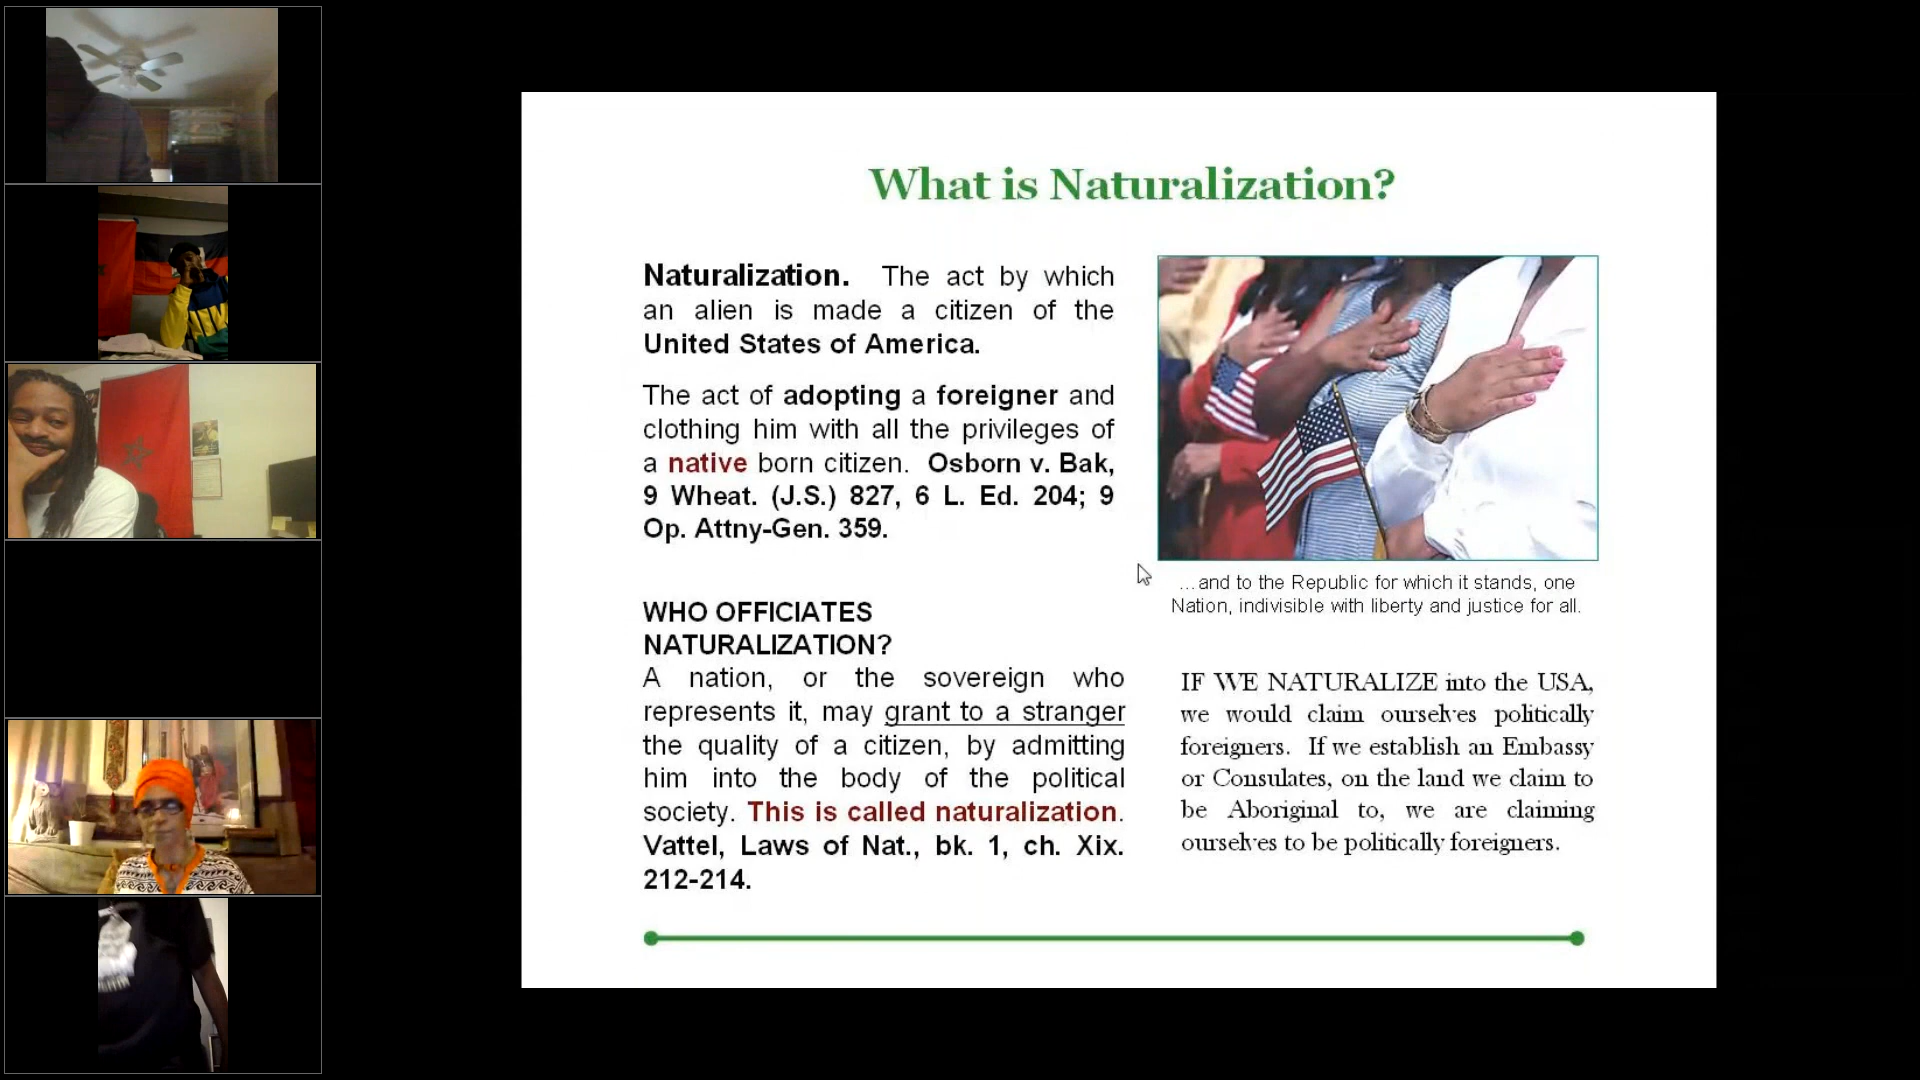 What is Naturalization?
Naturalization. The act by which
an alien is made a citizen of the
United States of America.
The act of adopting a foreigner and
clothing him with all the privileges of
a native born citizen. Osborn v. Bak,
9 Wheat. (J.S.) 827, 6 L. Ed. 204; 9
Op. Attny-Gen. 359.
WHO OFFICIATES
NATURALIZATION?
A nation, or the sovereign who
represents it, may grant to a stranger
the quality of a citizen, by admitting
him into the body of the political
society. This is called naturalization.
Vattel, Laws of Nat., bk. 1, ch. Xix.
212-214.
...and to the Republic for which it stands, one
Nation, indivisible with liberty and justice for all.
IF WE NATURALIZE into the USA,
we would claim ourselves politically
foreigners. If we establish an Embassy
or Consulates, on the land we claim to
be Aboriginal to, we are claiming
ourselves to be politically foreigners.